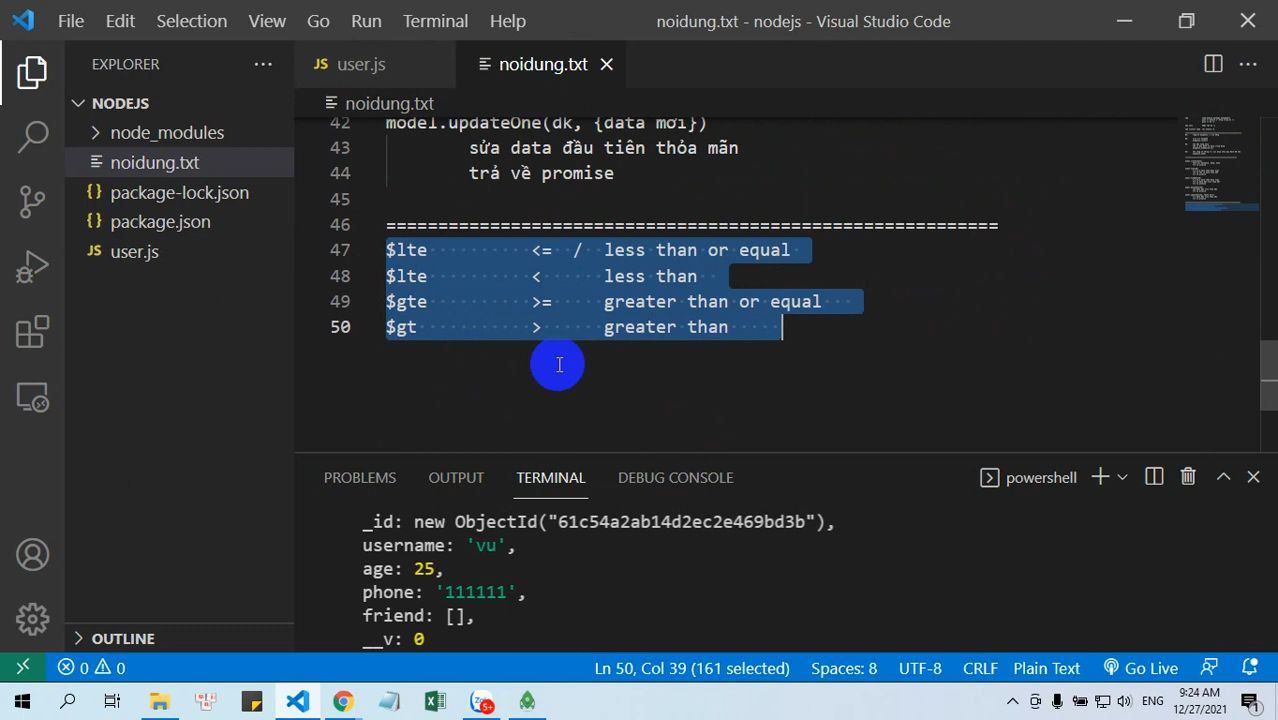 File Edit Selection View Go Run Terminal Help noidung.txt - nodejs - Visual Studio Code
EXPLORER
NODEJS
node_modules
noidung.txt
package-lock.json
package.json
user.js
OUTLINE
JS user.js
noidung.txt
noidung.txt
42 model.updateOne(dk, {data mới})
43 sửa data đầu tiên thỏa mãn
44 trả về promise
45
46 ===========================================================
47 $lte <= / less than or equal
48 $lte < less than
49 $gte >= greater than or equal
50 $gt > greater than
PROBLEMS OUTPUT TERMINAL DEBUG CONSOLE powershell
_id: new ObjectId("61c54a2ab14d2ec2e469bd3b"),
username: 'vu',
age: 25,
phone: '111111',
friend: [],
__v: 0
0 0 Ln 50, Col 39 (161 selected) Spaces: 8 UTF-8 CRLF Plain Text Go Live
5+ ENG 9:24 AM
12/27/2021 1